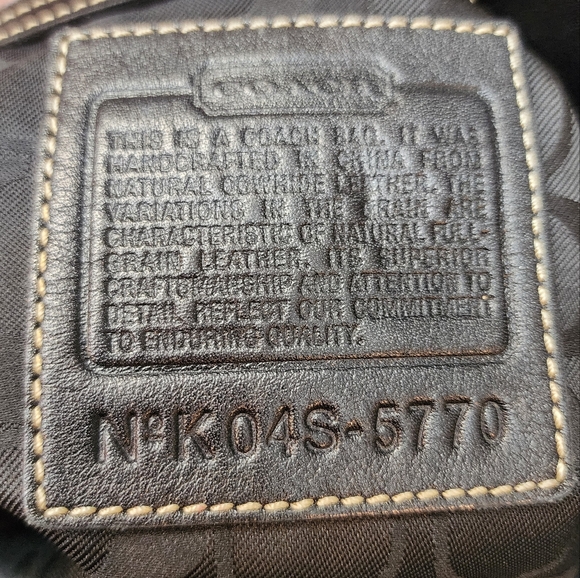 COACH
THIS IS A COACH BAG. IT WAS
HANDCRAFTED IN CHINA FROM
NATURAL COWHIDE LEATHER. THE
VARIATIONS IN THE GRAIN ARE
CHARACTERISTIC OF NATURAL FULL-
GRAIN LEATHER. ITS SUPERIOR
CRAFTSMANSHIP AND ATTENTION TO
DETAIL REFLECT OUR COMMITMENT
TO ENDURING QUALITY.
Nº K04S-5770